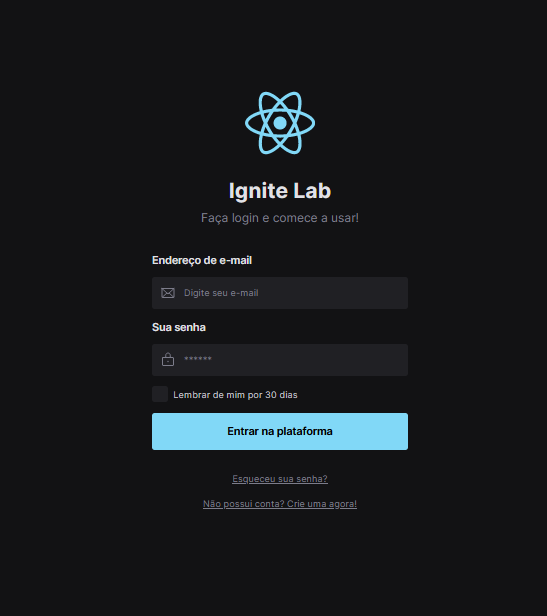 Ignite Lab
Faça login e comece a usar!
Endereço de e-mail
Digite seu e-mail
Sua senha
******
Lembrar de mim por 30 dias
Entrar na plataforma
Esqueceu sua senha?
Não possui conta? Crie uma agora!